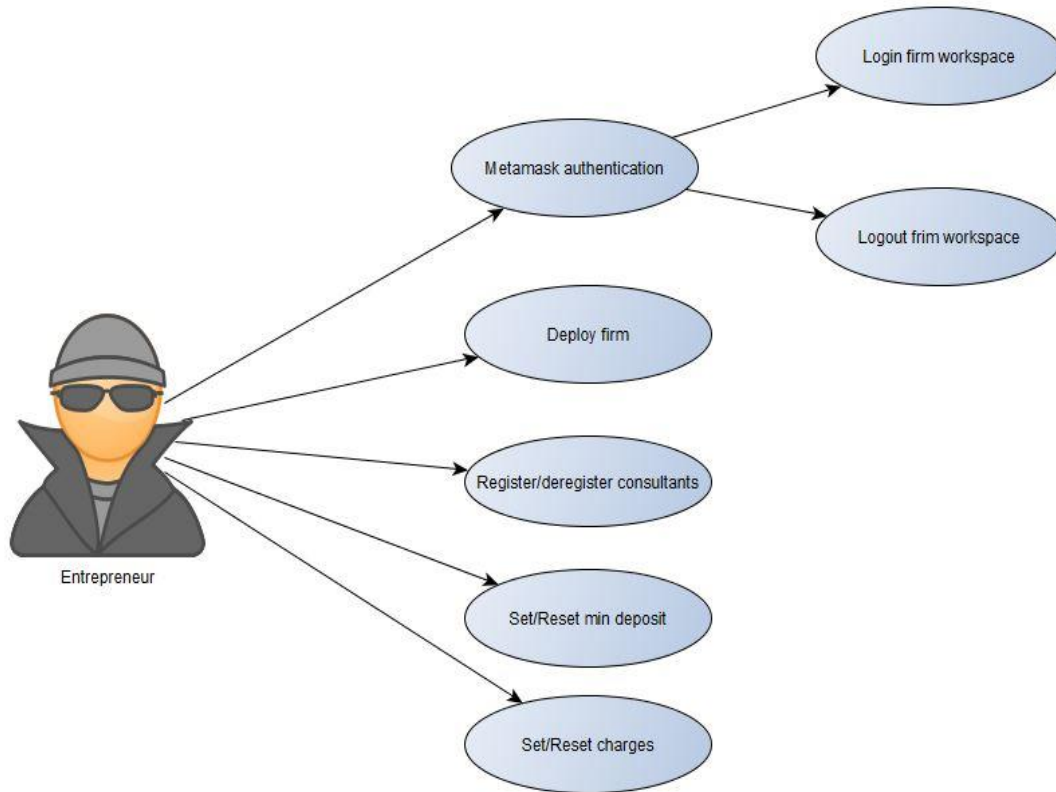 Login firm workspace
Metamask authentication
Logout frim workspace
Deploy firm
Register/deregister consultants
Entrepreneur
Set/Reset min deposit
Set/Reset charges